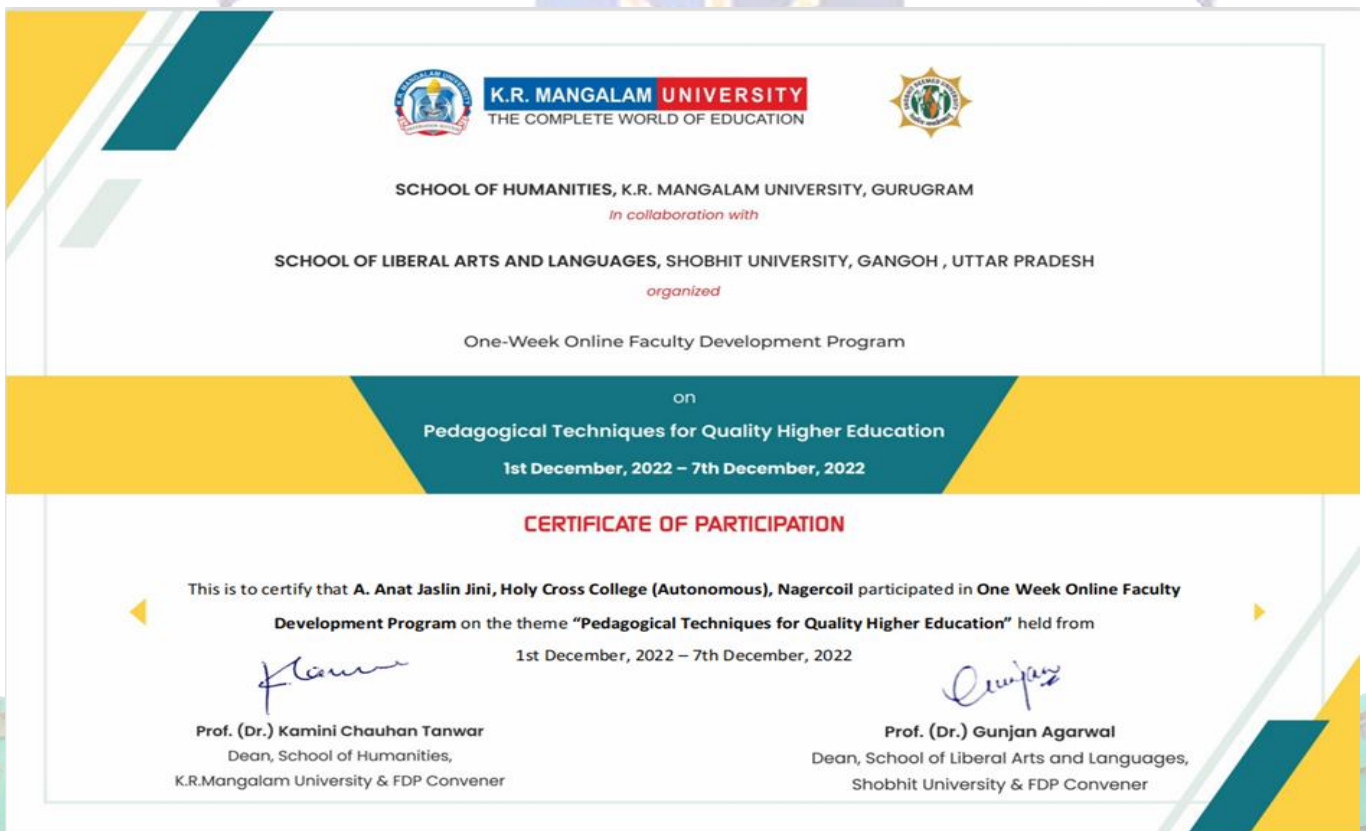 K.R. MANGALAM UNIVERSITY
THE COMPLETE WORLD OF EDUCATION
SCHOOL OF HUMANITIES, K.R. MANGALAM UNIVERSITY, GURUGRAM
In collaboration with
SCHOOL OF LIBERAL ARTS AND LANGUAGES, SHOBHIT UNIVERSITY, GANGOH , UTTAR PRADESH
organized
One-Week Online Faculty Development Program
on
Pedagogical Techniques for Quality Higher Education
1st December, 2022 – 7th December, 2022
CERTIFICATE OF PARTICIPATION
This is to certify that A. Anat Jaslin Jini, Holy Cross College (Autonomous), Nagercoil participated in One Week Online Faculty
Development Program on the theme “Pedagogical Techniques for Quality Higher Education” held from
1st December, 2022 – 7th December, 2022
Prof. (Dr.) Kamini Chauhan Tanwar
Dean, School of Humanities,
K.R.Mangalam University & FDP Convener
Prof. (Dr.) Gunjan Agarwal
Dean, School of Liberal Arts and Languages,
Shobhit University & FDP Convener